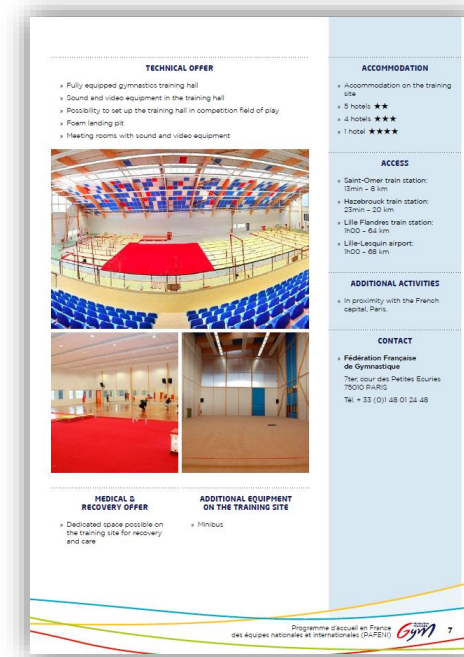 TECHNICAL OFFER
» Fully equipped gymnastics training hall
» Sound and video equipment in the training hall
» Possibility to set up the training hall in competition field of play
» Foam landing pit
» Meeting rooms with sound and video equipment
MEDICAL &
RECOVERY OFFER
» Dedicated space possible on
the training site for recovery
and care
ADDITIONAL EQUIPMENT
ON THE TRAINING SITE
» Minibus
ACCOMMODATION
» Accommodation on the training
site
» 5 hotels ★★
» 4 hotels ★★★
» 1 hotel ★★★★
ACCESS
» Saint-Omer train station:
13min – 8 km
» Hazebrouck train station:
23min – 20 km
» Lille Flandres train station:
1h00 – 64 km
» Lille-Lesquin airport:
1h00 – 68 km
ADDITIONAL ACTIVITIES
» In proximity with the French
capital, Paris.
CONTACT
» Fédération Française
de Gymnastique
7ter, cour des Petites Ecuries
75010 PARIS
Tél. + 33 (0)1 48 01 24 48
Programme d'accueil en France
des équipes nationales et internationales (PAFENI)
Gym
7